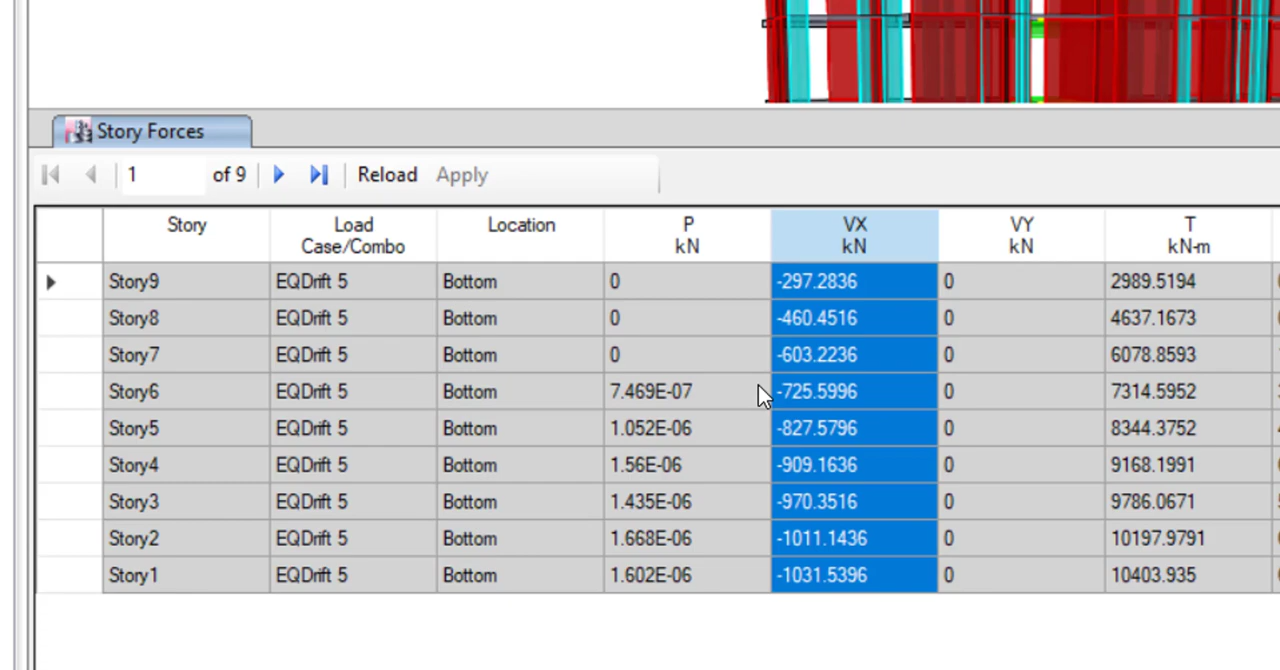 Story Forces
1 of 9 Reload Apply
Story Load Case/Combo Location P kN VX kN VY kN T kN-m
Story9 EQDrift 5 Bottom 0 -297.2836 0 2989.5194
Story8 EQDrift 5 Bottom 0 -460.4516 0 4637.1673
Story7 EQDrift 5 Bottom 0 -603.2236 0 6078.8593
Story6 EQDrift 5 Bottom 7.469E-07 -725.5996 0 7314.5952
Story5 EQDrift 5 Bottom 1.052E-06 -827.5796 0 8344.3752
Story4 EQDrift 5 Bottom 1.56E-06 -909.1636 0 9168.1991
Story3 EQDrift 5 Bottom 1.435E-06 -970.3516 0 9786.0671
Story2 EQDrift 5 Bottom 1.668E-06 -1011.1436 0 10197.9791
Story1 EQDrift 5 Bottom 1.602E-06 -1031.5396 0 10403.935